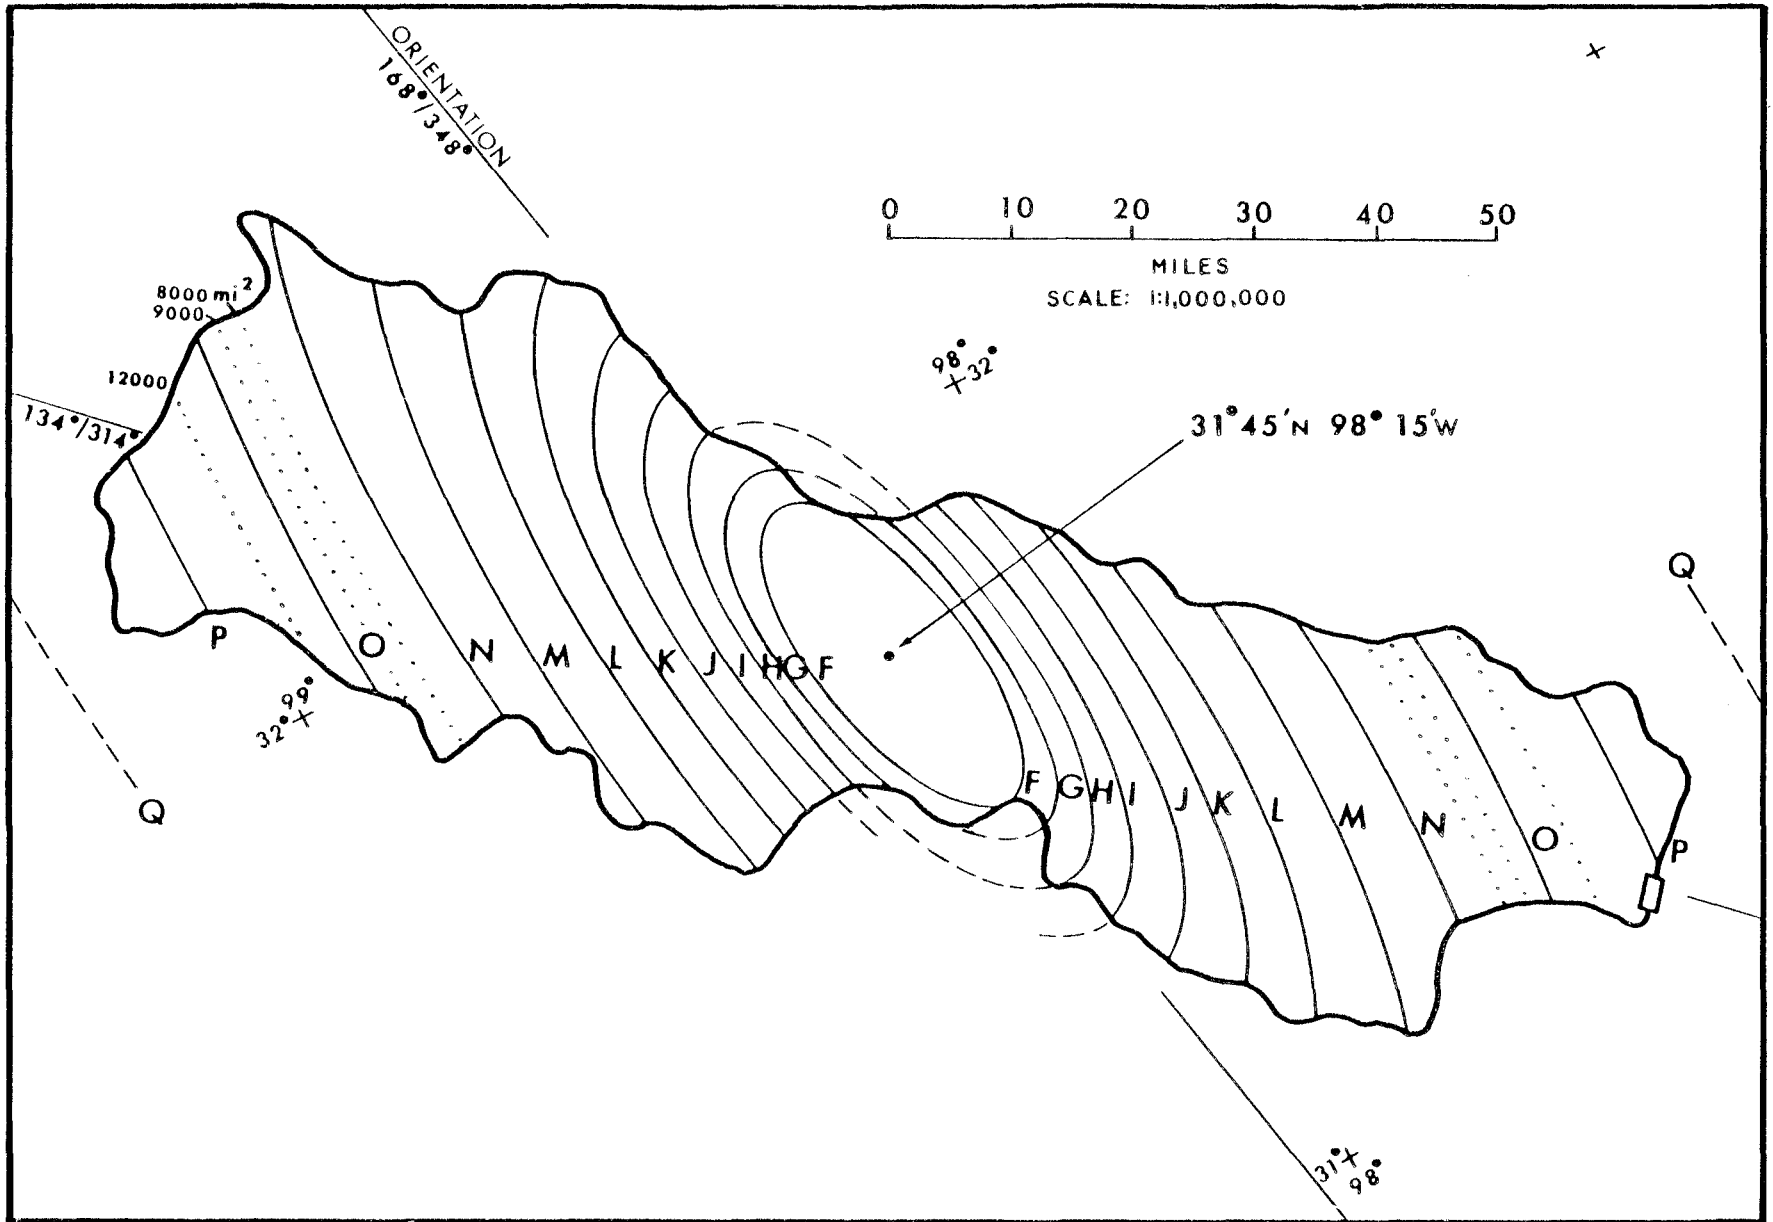 ORIENTATION
168°/348°
0 10 20 30 40 50
MILES
SCALE: 1:1,000,000
8000 mi²
9000
12000
134°/314°
98°
32°
31°45'N 98° 15'W
Q
P O N M L K J I H G F
99°
32°
F G H I J K L M N O P
Q
31°
98°